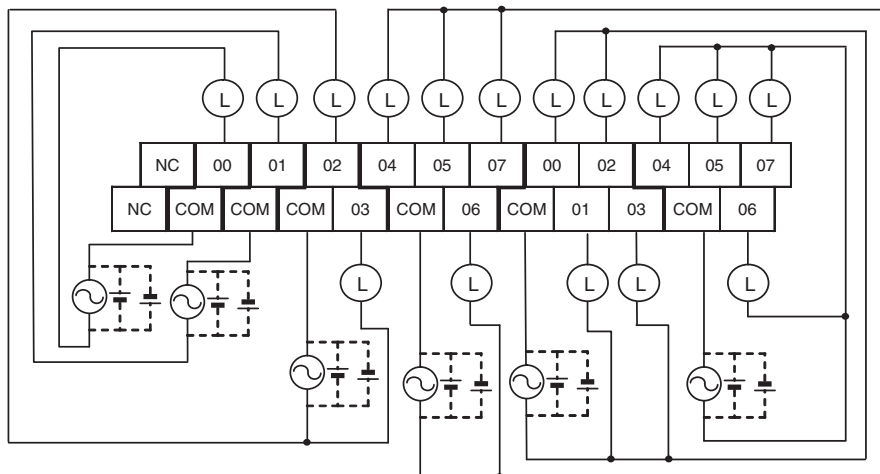 L L L L L L L L L L L
NC 00 01 02 04 05 07 00 02 04 05 07
NC COM COM COM 03 COM 06 COM 01 03 COM 06
L L L L L